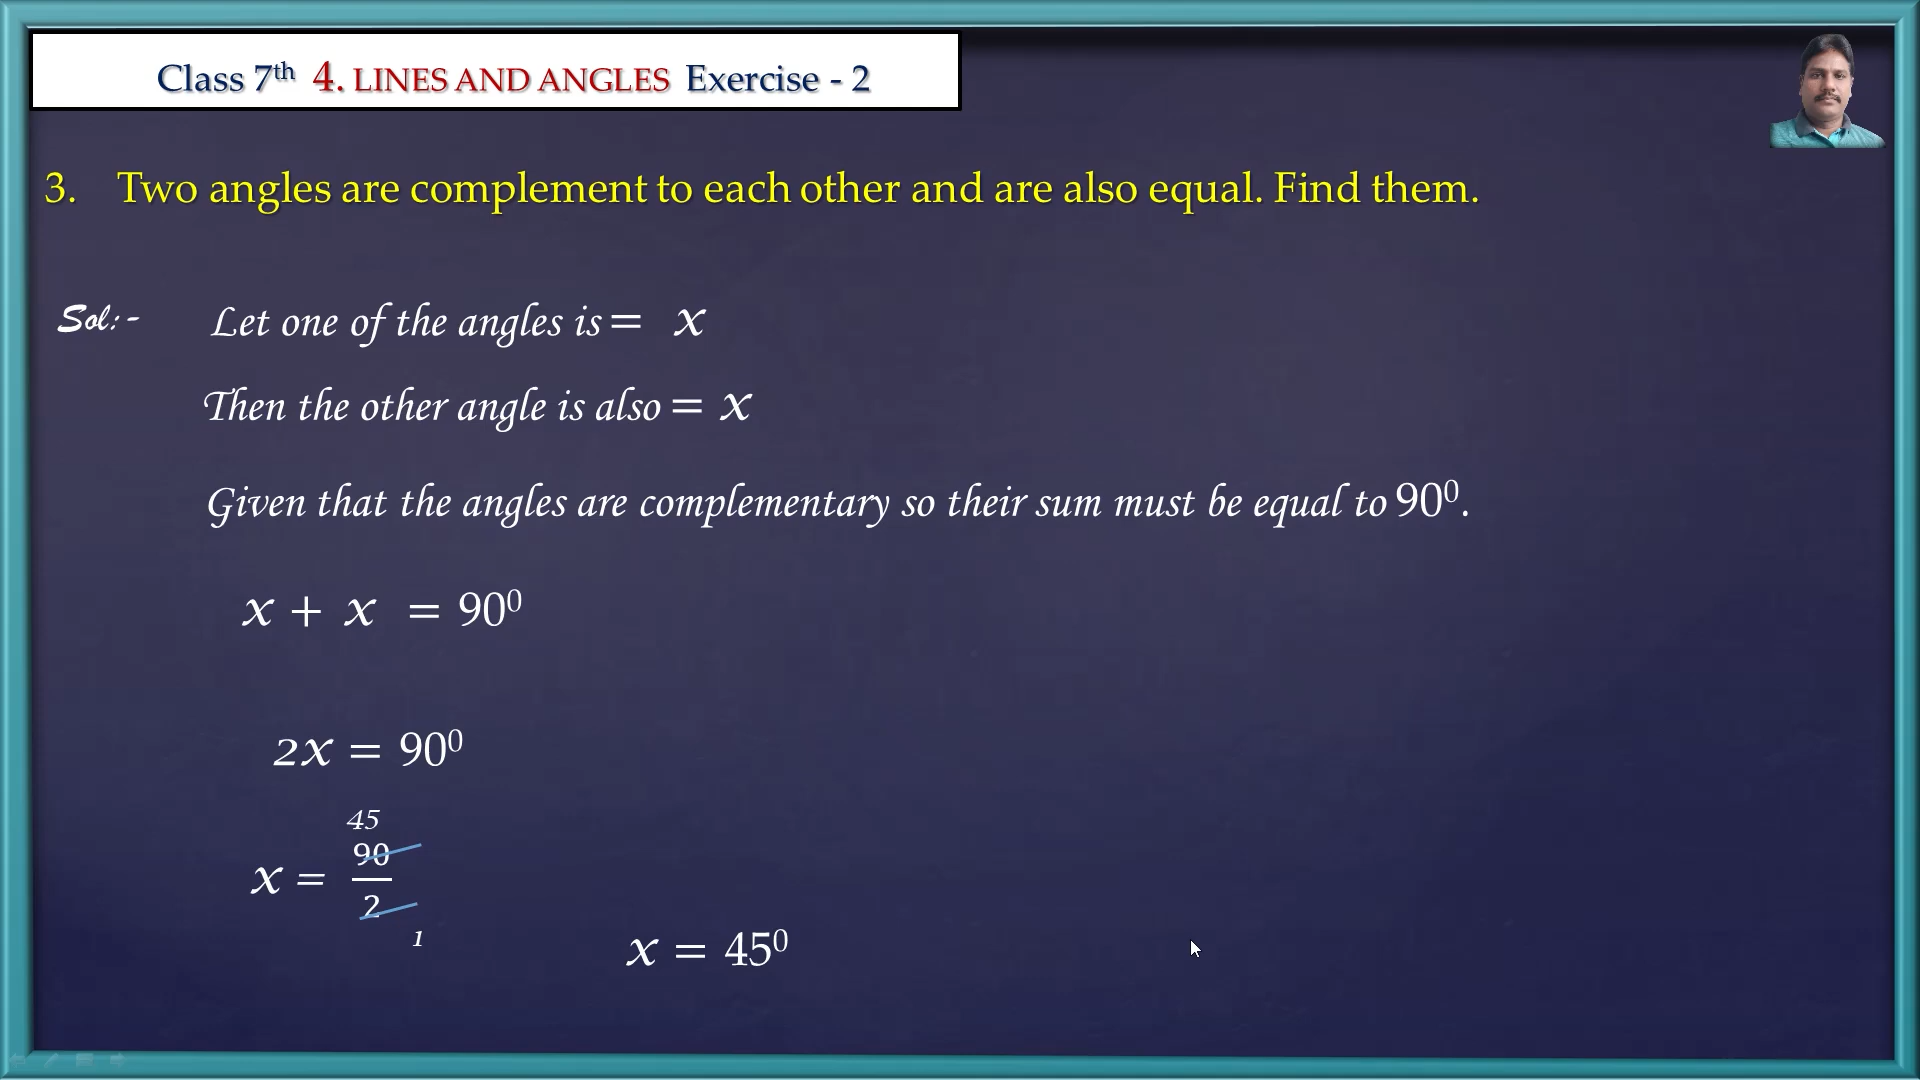 Class 7th 4. LINES AND ANGLES Exercise - 2
3. Two angles are complement to each other and are also equal. Find them.
Sol: - Let one of the angles is = x
Then the other angle is also = x
Given that the angles are complementary so their sum must be equal to 90⁰.
x + x = 90⁰
2x = 90⁰
45
x = 90/2
1
x = 45⁰